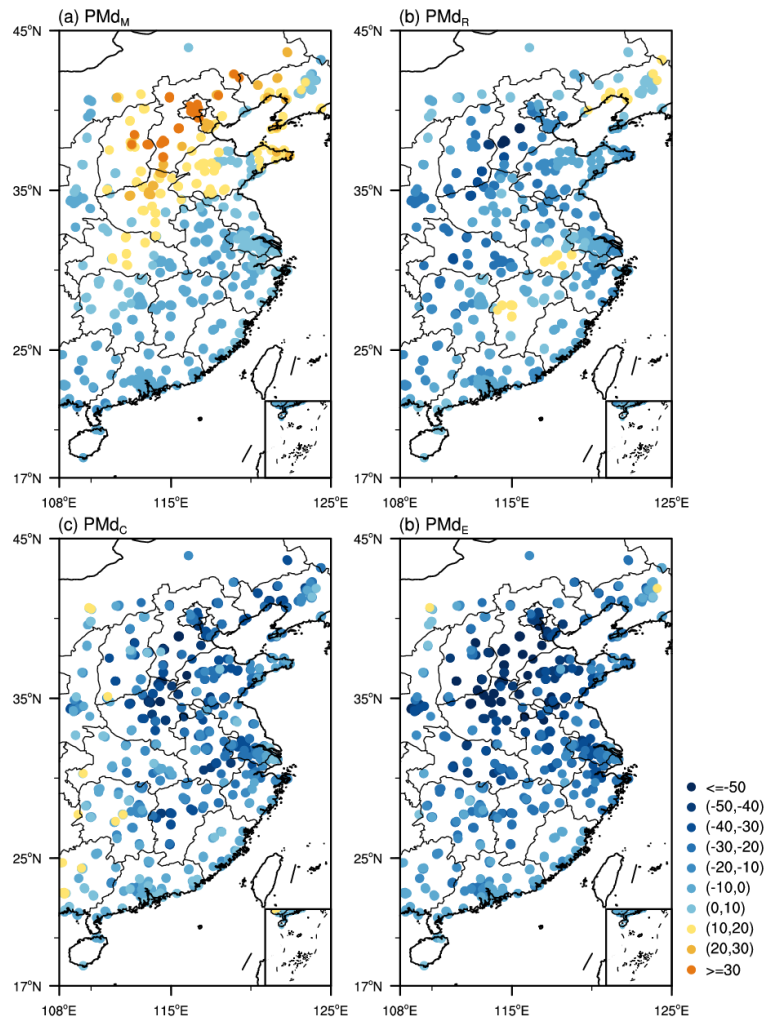 (a) PMd_M
(b) PMd_R
45°N
45°N
35°N
35°N
25°N
25°N
17°N
17°N
108°E 115°E 125°E
108°E 115°E 125°E
(c) PMd_C
(b) PMd_E
45°N
45°N
35°N
35°N
25°N
25°N
17°N
17°N
108°E 115°E 125°E
108°E 115°E 125°E
<=-50
(-50,-40)
(-40,-30)
(-30,-20)
(-20,-10)
(-10,0)
(0,10)
(10,20)
(20,30)
>=30